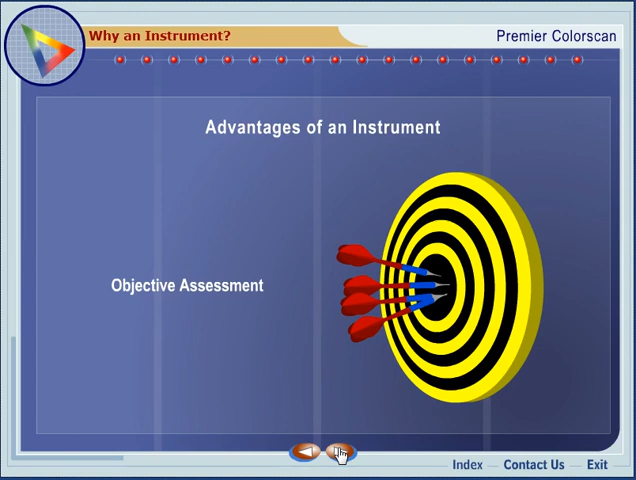 Why an Instrument?
Premier Colorscan
Advantages of an Instrument
Objective Assessment
Index — Contact Us — Exit